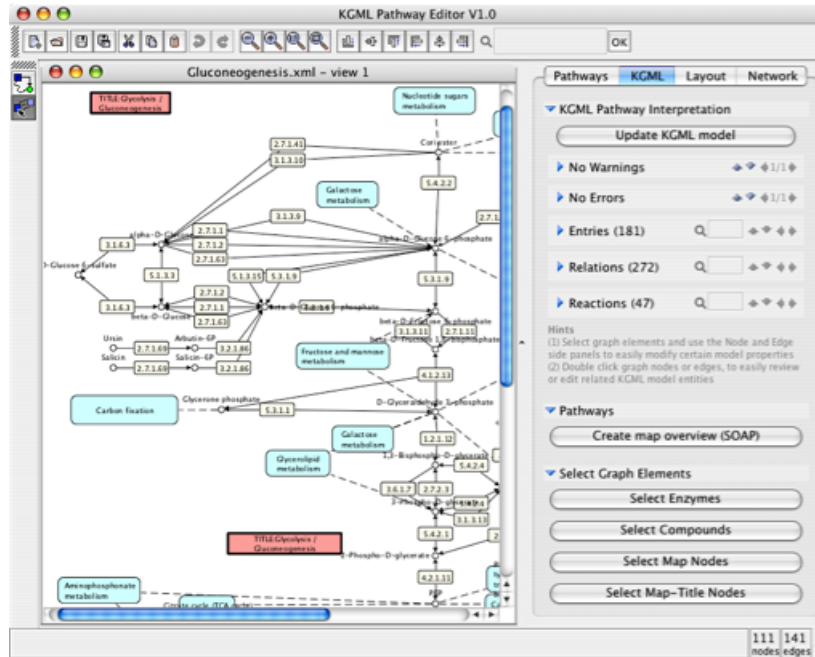 KGML Pathway Editor V1.0
OK
Gluconeogenesis.xml - view 1
TITLE:Glycolysis /
Gluconeogenesis
Nucleotide sugars
metabolism
2.7.1.41
3.1.3.10
5.4.2.2
Galactose
metabolism
3.1.3.9
alpha-D-Glucose
2.7.1.1
2.7.1.2
2.7.1.63
alpha-D-Glucose 6-phosphate
3.1.6.3
D-Glucose 6-sulfate
5.1.3.3
5.1.3.15
5.3.1.9
5.3.1.9
3.1.6.3
2.7.1.2
2.7.1.1
2.7.1.63
beta-D-Glucose
3.1.3.11
2.7.1.11
Arbutin-6P
2.7.1.69
3.2.1.86
Salicin
Salicin-6P
2.7.1.69
3.2.1.86
Fructose and mannose
metabolism
4.1.2.13
Carbon fixation
Glycerone phosphate
5.3.1.1
D-Glyceraldehyde 3-phosphate
Galactose
metabolism
1.2.1.12
Glycerolipid
metabolism
5.4.2.4
3.6.1.7
2.7.2.3
3.1.3.13
TITLE:Glycolysis /
Gluconeogenesis
5.4.2.1
2-Phospho-D-glycerate
4.2.1.11
Aminophosphonate
metabolism
Citrate cycle (TCA cycle)
Pathways
KGML
Layout
Network
KGML Pathway Interpretation
Update KGML model
No Warnings
1/1
No Errors
1/1
Entries (181)
Relations (272)
Reactions (47)
Hints
(1) Select graph elements and use the Node and Edge
side panels to easily modify certain model properties
(2) Double click graph nodes or edges, to easily review
or edit related KGML model entities
Pathways
Create map overview (SOAP)
Select Graph Elements
Select Enzymes
Select Compounds
Select Map Nodes
Select Map-Title Nodes
111 141
nodes edges